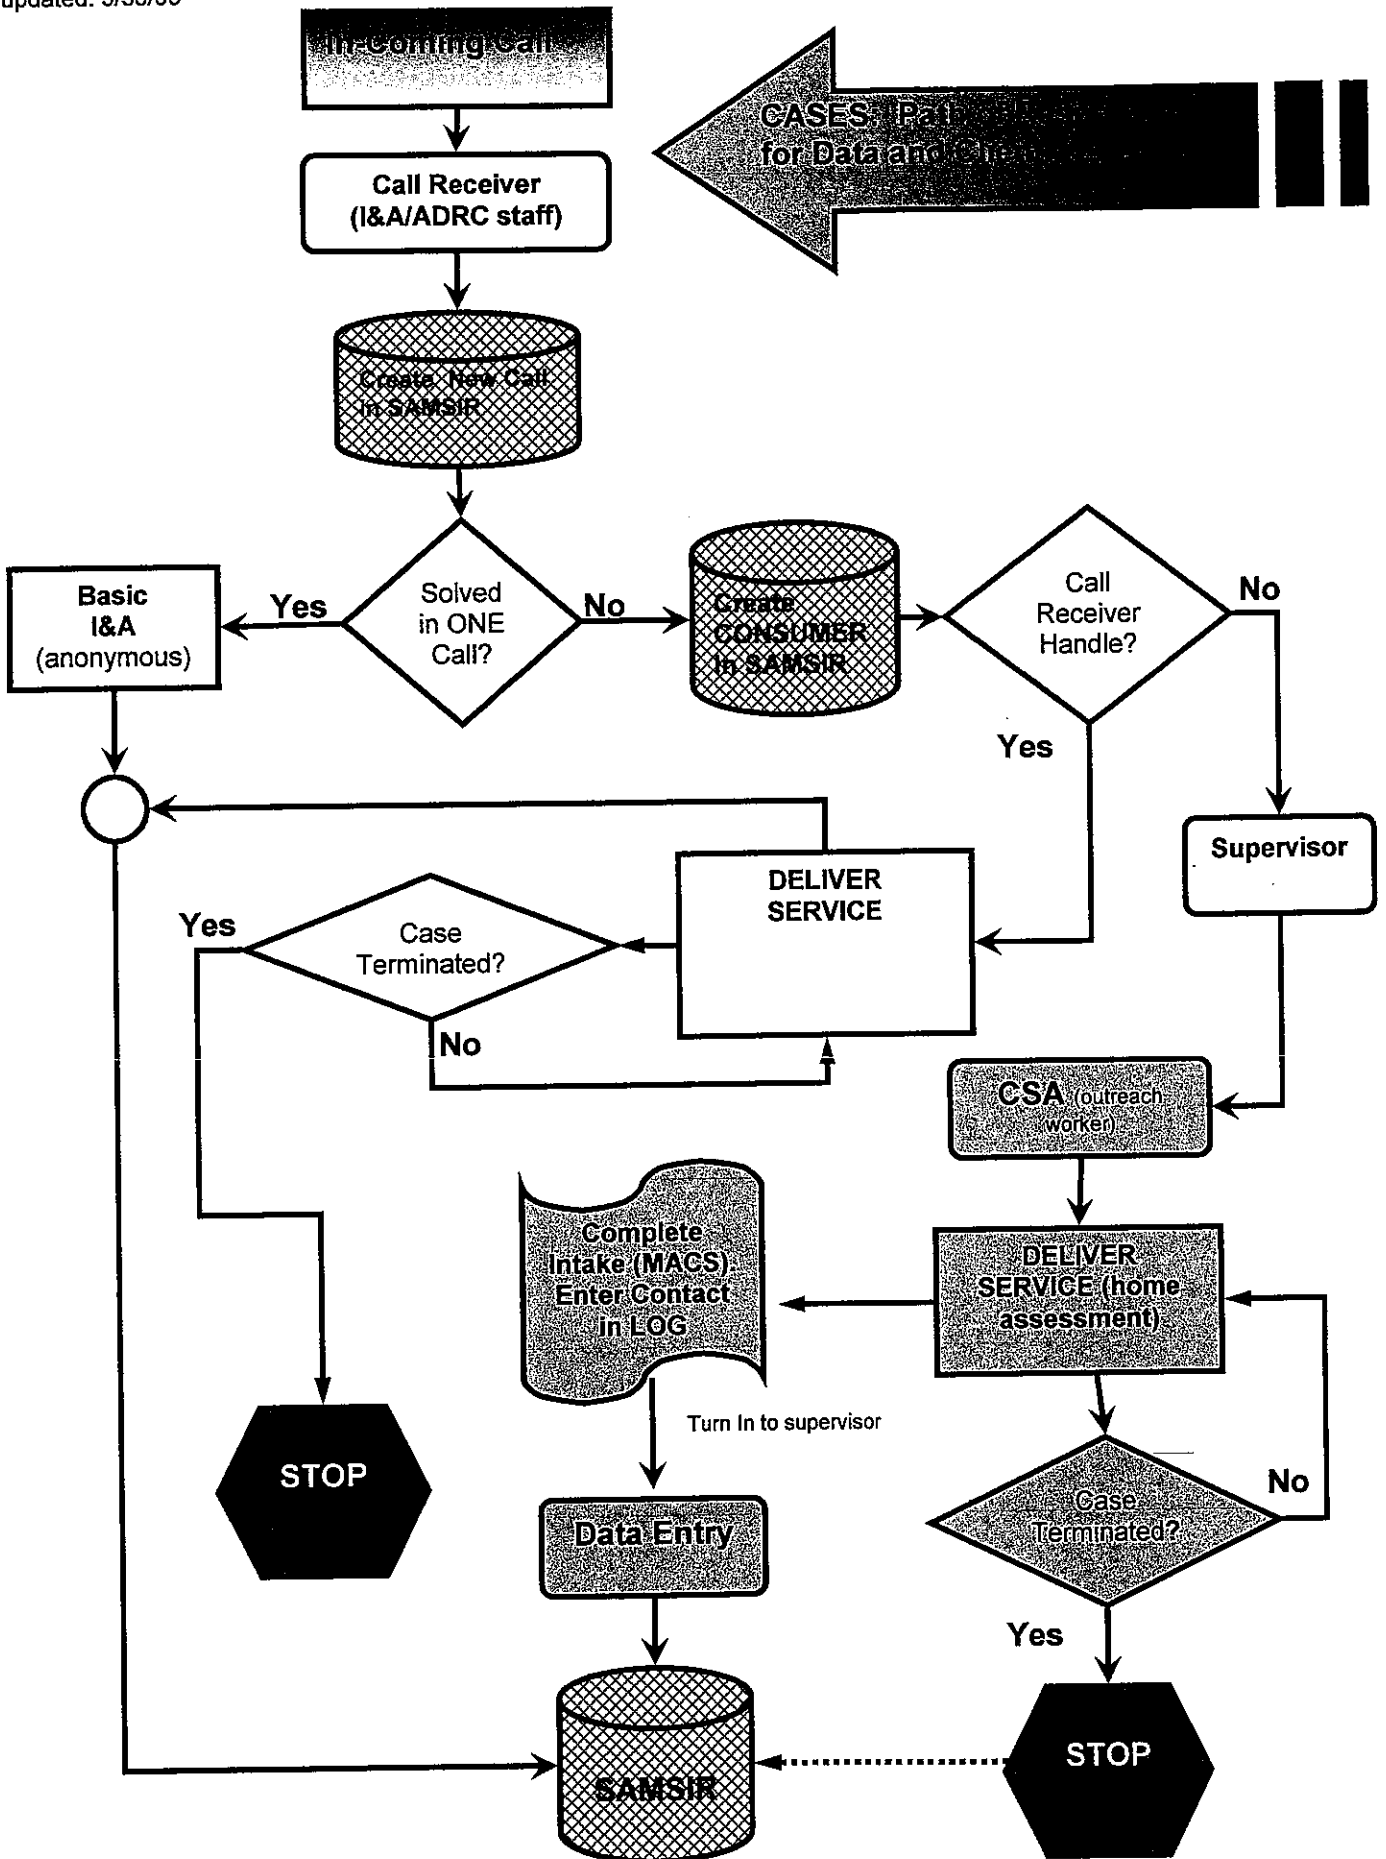 updated:
In-Coming Call
CASES: Path
for Data and
Call Receiver
(I&A/ADRC staff)
Create New Call
in SAMSIR
Basic
I&A
(anonymous)
Yes
Solved
in ONE
Call?
No
Create
CONSUMER
in SAMSIR
Call
Receiver
Handle?
No
Yes
Supervisor
DELIVER
SERVICE
Yes
Case
Terminated?
No
CSA (outreach
worker)
Complete
Intake (MACS)
Enter Contact
in LOG
DELIVER
SERVICE (home
assessment)
Turn In to supervisor
STOP
Data Entry
Case
Terminated?
No
Yes
SAMSIR
STOP